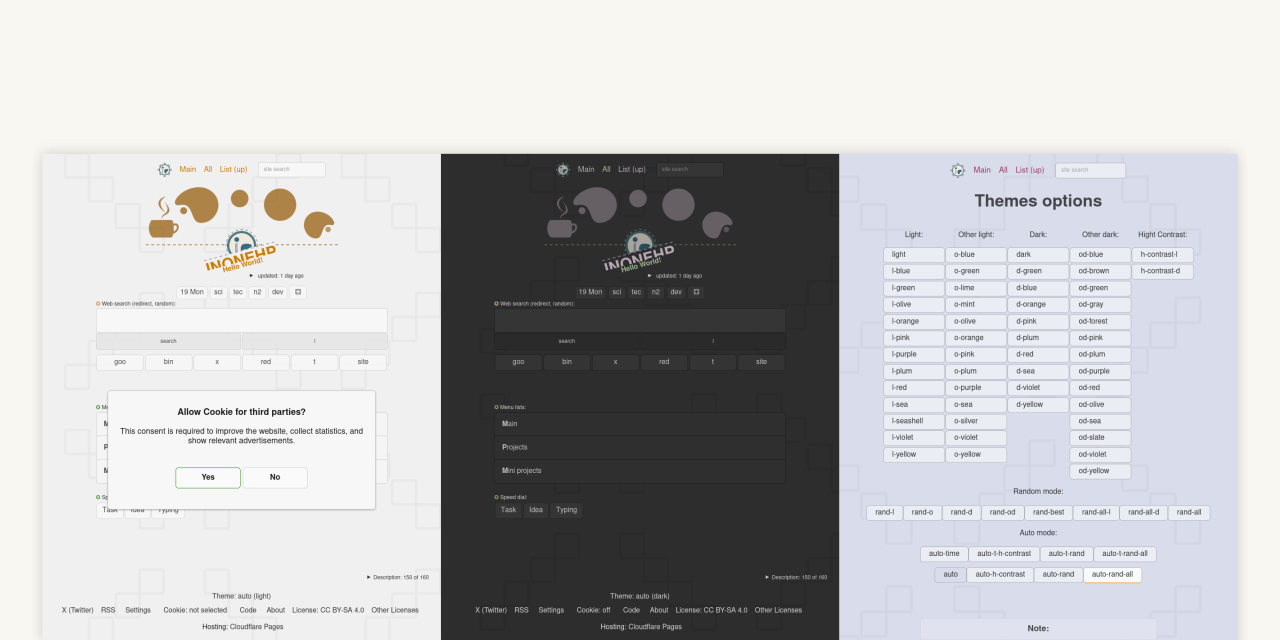 Main All List (up) site search
INONEHP
Hello World!
► updated: 1 day ago
19 Mon sci tec n2 dev
Web search (redirect, random):
search l
goo bin x red t site
Me
M
P
M
Allow Cookie for third parties?
This consent is required to improve the website, collect statistics, and
show relevant advertisements.
Yes No
Sp
Task Idea Typing
► Description: 150 of 160
Theme: auto (light)
X (Twitter) RSS Settings Cookie: not selected Code About License: CC BY-SA 4.0 Other Licenses
Hosting: Cloudflare Pages
Main All List (up) site search
INONEHP
Hello World!
► updated: 1 day ago
19 Mon sci tec n2 dev
Web search (redirect, random):
search l
goo bin x red t site
Menu lists:
Main
Projects
Mini projects
Speed dial:
Task Idea Typing
► Description: 150 of 160
Theme: auto (dark)
X (Twitter) RSS Settings Cookie: off Code About License: CC BY-SA 4.0 Other Licenses
Hosting: Cloudflare Pages
Main All List (up) site search
Themes options
Light: Other light: Dark: Other dark: Hight Contrast:
light o-blue dark od-blue h-contrast-l
l-blue o-green d-green od-brown h-contrast-d
l-green o-lime d-blue od-green
l-olive o-mint d-orange od-gray
l-orange o-olive d-pink od-forest
l-pink o-orange d-plum od-pink
l-purple o-pink d-red od-plum
l-plum o-plum d-sea od-purple
l-red o-purple d-violet od-red
l-sea o-sea d-yellow od-olive
l-seashell o-silver od-sea
l-violet o-violet od-slate
l-yellow o-yellow od-violet
od-yellow
Random mode:
rand-l rand-o rand-d rand-od rand-best rand-all-l rand-all-d rand-all
Auto mode:
auto-time auto-t-h-contrast auto-t-rand auto-t-rand-all
auto auto-h-contrast auto-rand auto-rand-all
Note: